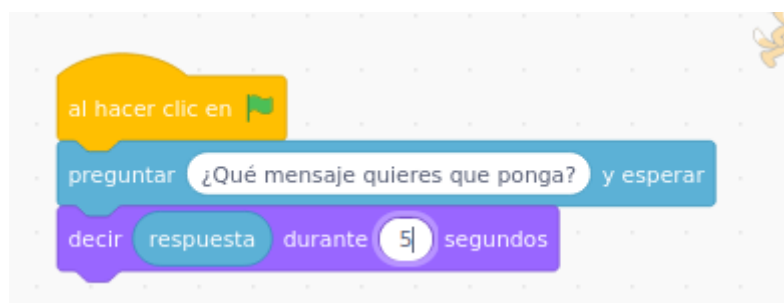 al hacer clic en
preguntar ¿Qué mensaje quieres que ponga? y esperar
decir respuesta durante 5 segundos